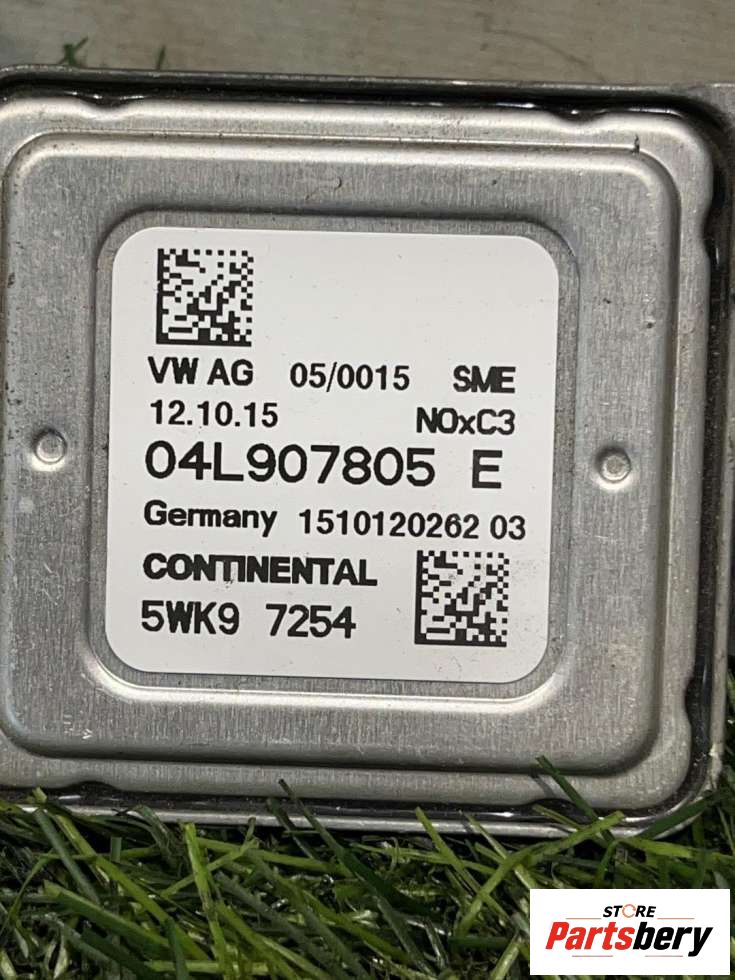 VW AG 05/0015 SME
12.10.15 NOxC3
04L907805 E
Germany 1510120262 03
CONTINENTAL
5WK9 7254
STORE
Partsbery